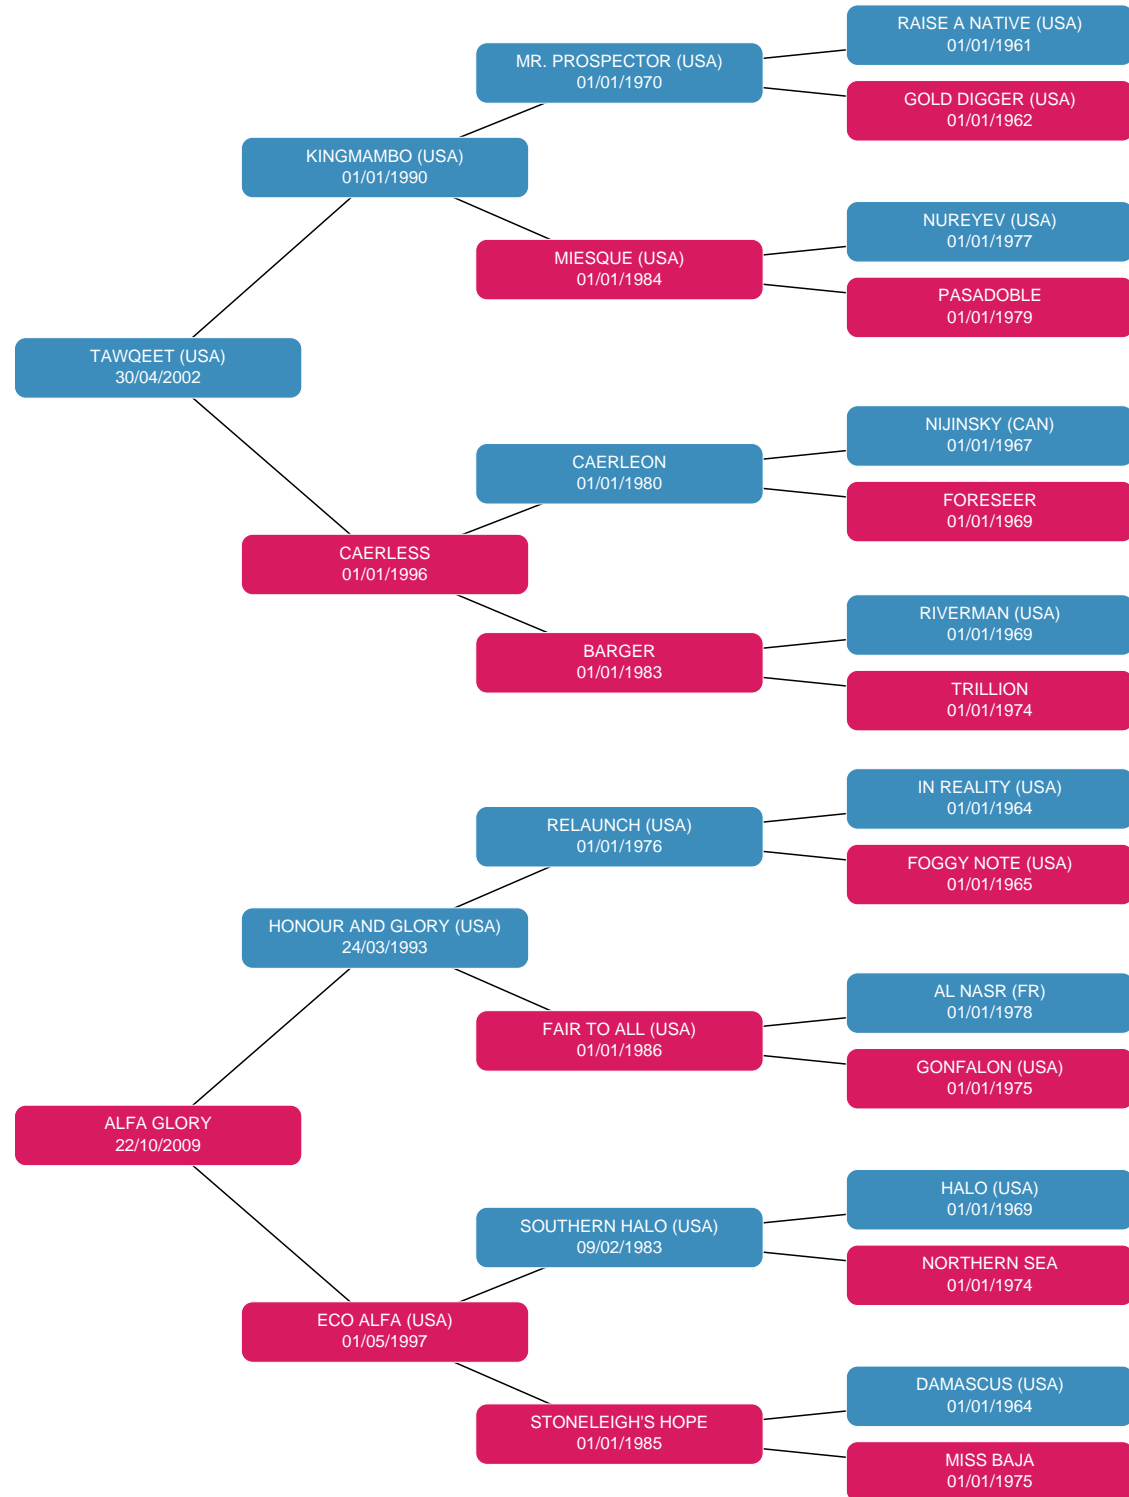 RAISE A NATIVE (USA)
01/01/1961
MR. PROSPECTOR (USA)
01/01/1970
GOLD DIGGER (USA)
01/01/1962
KINGMAMBO (USA)
01/01/1990
NUREYEV (USA)
01/01/1977
MIESQUE (USA)
01/01/1984
PASADOBLE
01/01/1979
TAWQEET (USA)
30/04/2002
NIJINSKY (CAN)
01/01/1967
CAERLEON
01/01/1980
FORESEER
01/01/1969
CAERLESS
01/01/1996
RIVERMAN (USA)
01/01/1969
BARGER
01/01/1983
TRILLION
01/01/1974
IN REALITY (USA)
01/01/1964
RELAUNCH (USA)
01/01/1976
FOGGY NOTE (USA)
01/01/1965
HONOUR AND GLORY (USA)
24/03/1993
AL NASR (FR)
01/01/1978
FAIR TO ALL (USA)
01/01/1986
GONFALON (USA)
01/01/1975
ALFA GLORY
22/10/2009
HALO (USA)
01/01/1969
SOUTHERN HALO (USA)
09/02/1983
NORTHERN SEA
01/01/1974
ECO ALFA (USA)
01/05/1997
DAMASCUS (USA)
01/01/1964
STONELEIGH'S HOPE
01/01/1985
MISS BAJA
01/01/1975